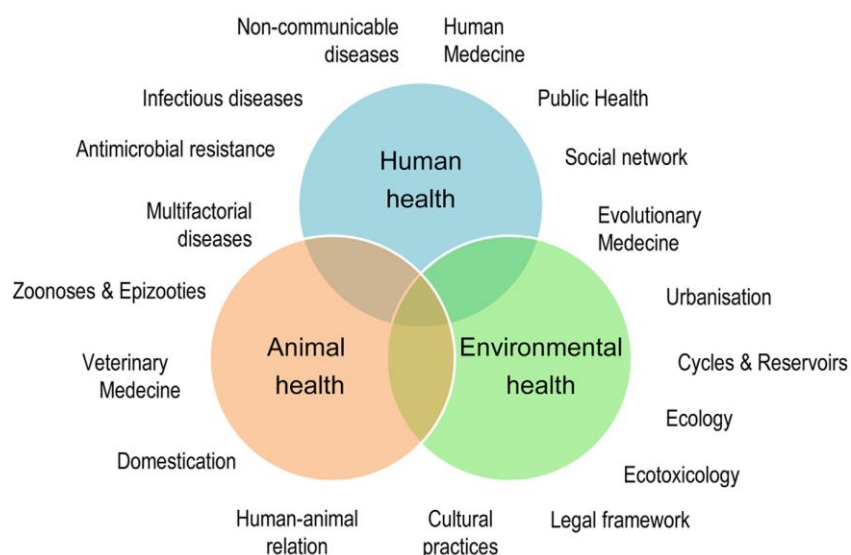 Non-communicable
diseases
Human
Medecine
Infectious diseases
Public Health
Antimicrobial resistance
Human
health
Social network
Multifactorial
diseases
Evolutionary
Medecine
Zoonoses & Epizooties
Urbanisation
Animal
health
Environmental
health
Veterinary
Medecine
Cycles & Reservoirs
Ecology
Domestication
Ecotoxicology
Human-animal
relation
Cultural
practices
Legal framework